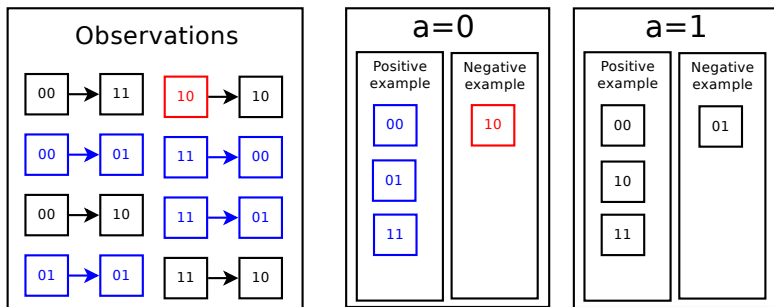 Observations
00 11 10 10
00 01 11 00
00 10 11 01
01 01 11 10
a=0
Positive example
Negative example
00 10
01
11
a=1
Positive example
Negative example
00 01
10
11